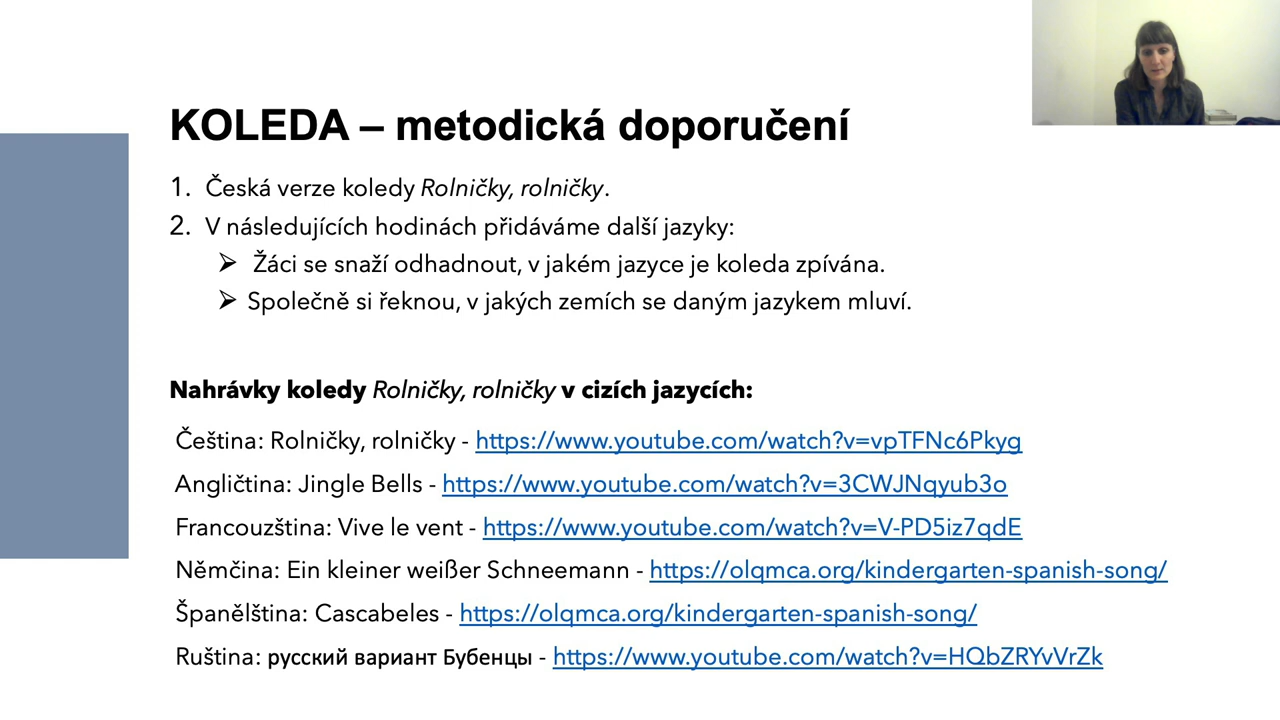 KOLEDA – metodická doporučení
1. Česká verze koledy Rolničky, rolničky.
2. V následujících hodinách přidáváme další jazyky:
➢ Žáci se snaží odhadnout, v jakém jazyce je koleda zpívána.
➢ Společně si řeknou, v jakých zemích se daným jazykem mluví.
Nahrávky koledy Rolničky, rolničky v cizích jazycích:
Čeština: Rolničky, rolničky - https://www.youtube.com/watch?v=vpTFNc6Pkyg
Angličtina: Jingle Bells - https://www.youtube.com/watch?v=3CWJNqyub3o
Francouzština: Vive le vent - https://www.youtube.com/watch?v=V-PD5iz7qdE
Němčina: Ein kleiner weißer Schneemann - https://olqmca.org/kindergarten-spanish-song/
Španělština: Cascabeles - https://olqmca.org/kindergarten-spanish-song/
Ruština: русский вариант Бубенцы - https://www.youtube.com/watch?v=HQbZRYvVrZk